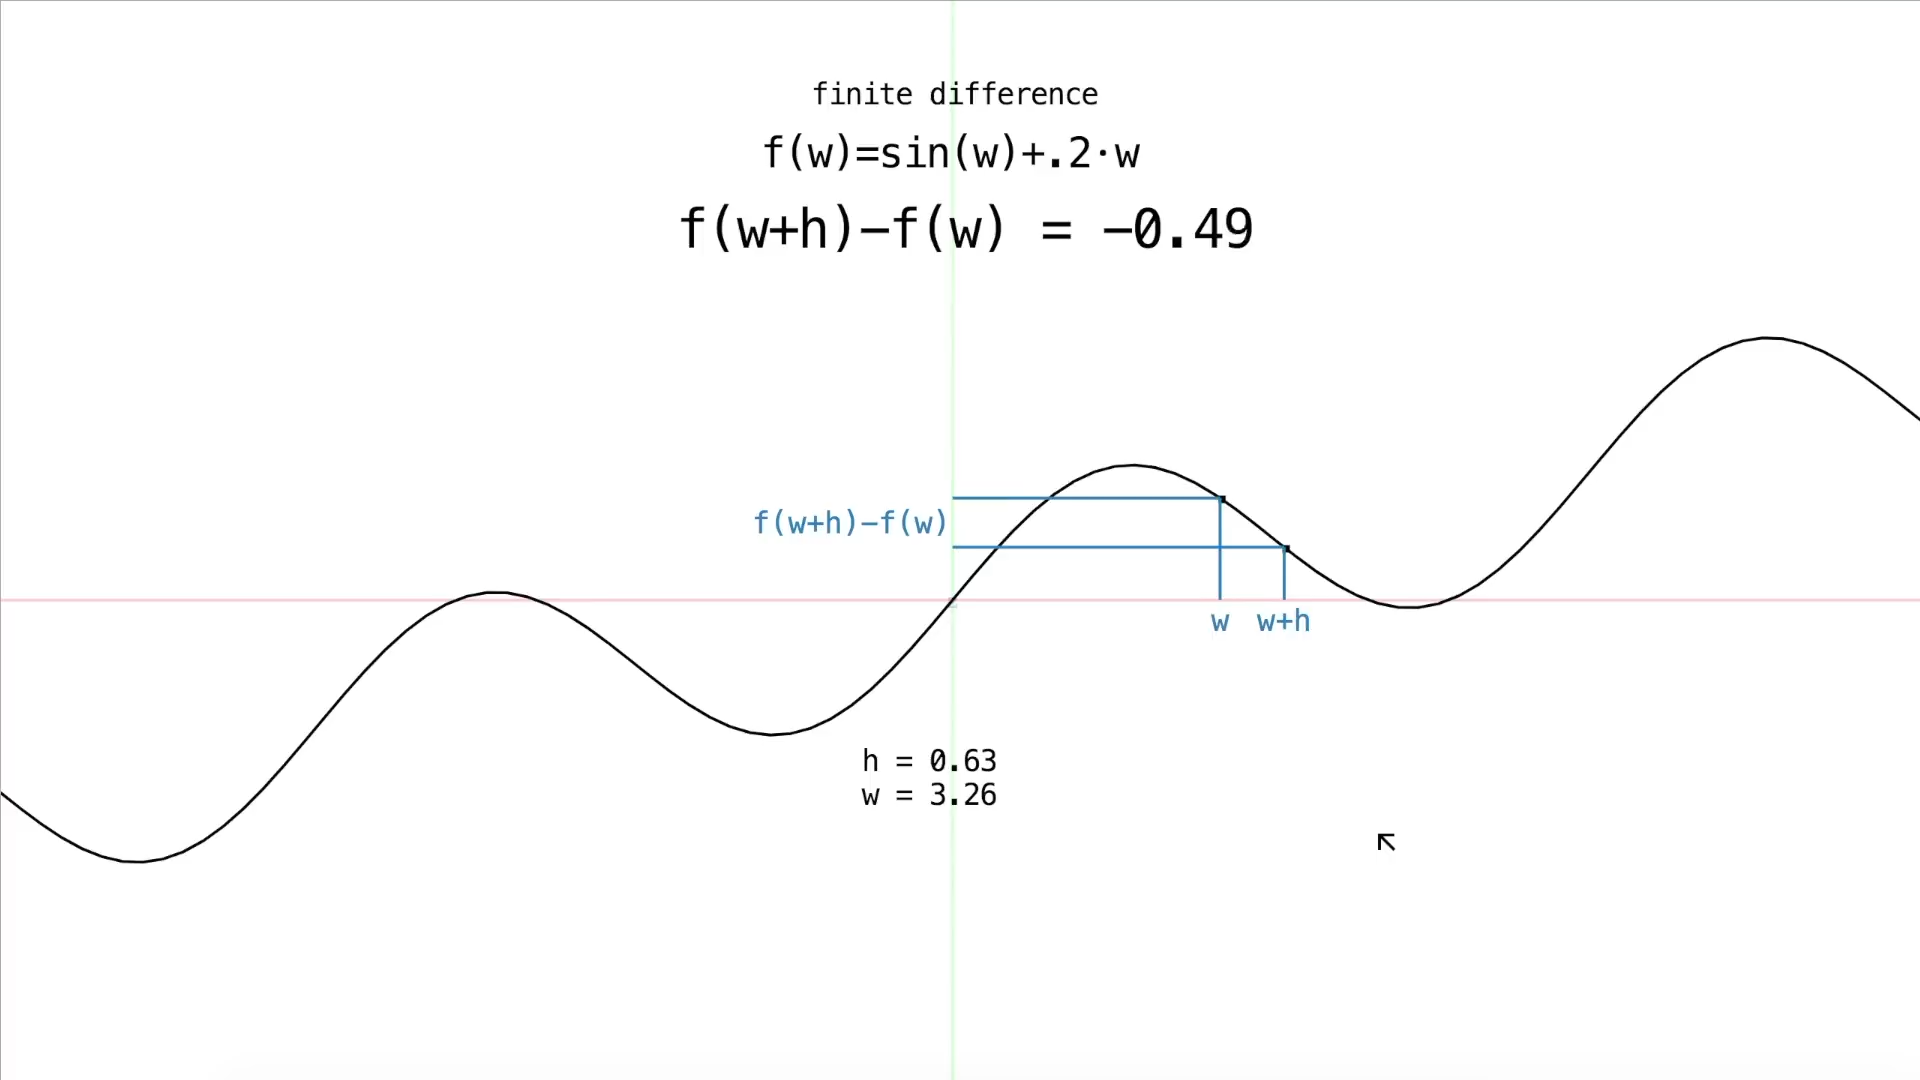 finite difference
f(w)=sin(w)+.2·w
f(w+h)−f(w) = −0.49
f(w+h)−f(w)
w w+h
h = 0.63
w = 3.26